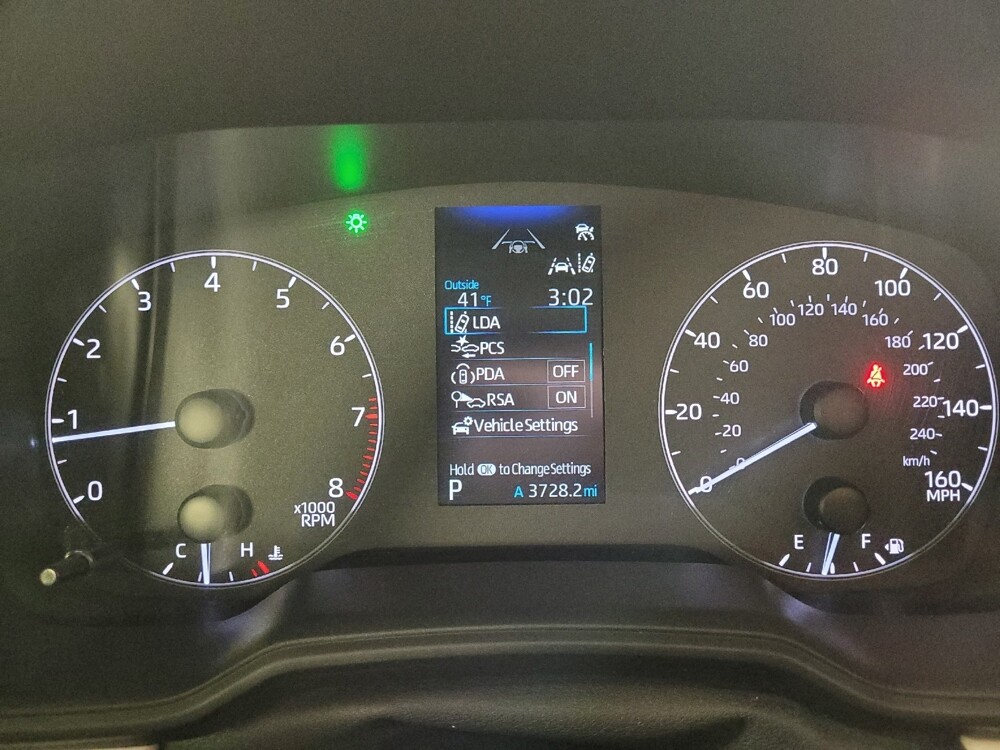 0
1
2
3
4
5
6
7
8
x1000
RPM
C H
Outside
41°F 3:02
LDA
PCS
PDA OFF
RSA ON
Vehicle Settings
Hold OK to Change Settings
P A 3728.2 mi
0
20
40
60
80
100
120
140
160
MPH
0
20
40
60
80
100
120
140
160
180
200
220
240
km/h
E F